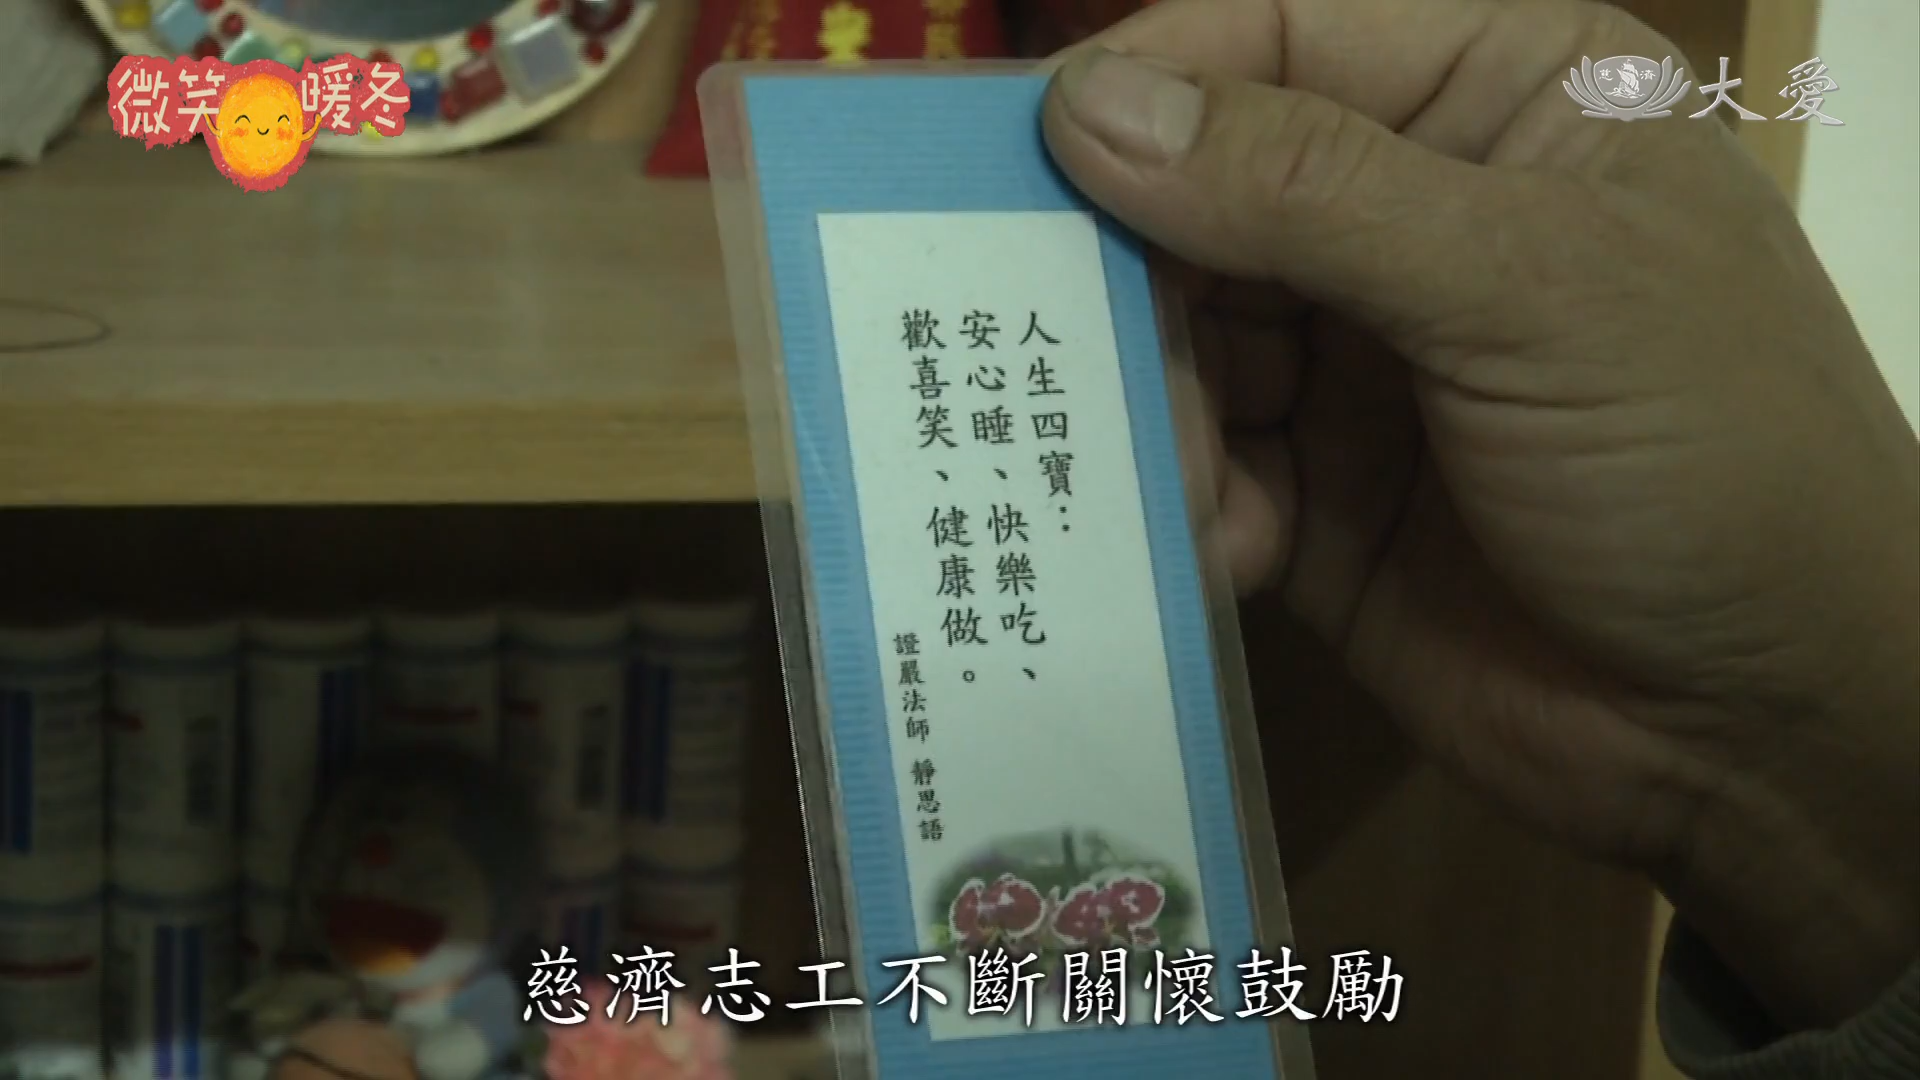 微笑暖冬
慈濟
大愛
人生四寶：
安心睡、快樂吃、
歡喜笑、健康做。
證嚴法師 靜思語
慈濟志工不斷關懷鼓勵